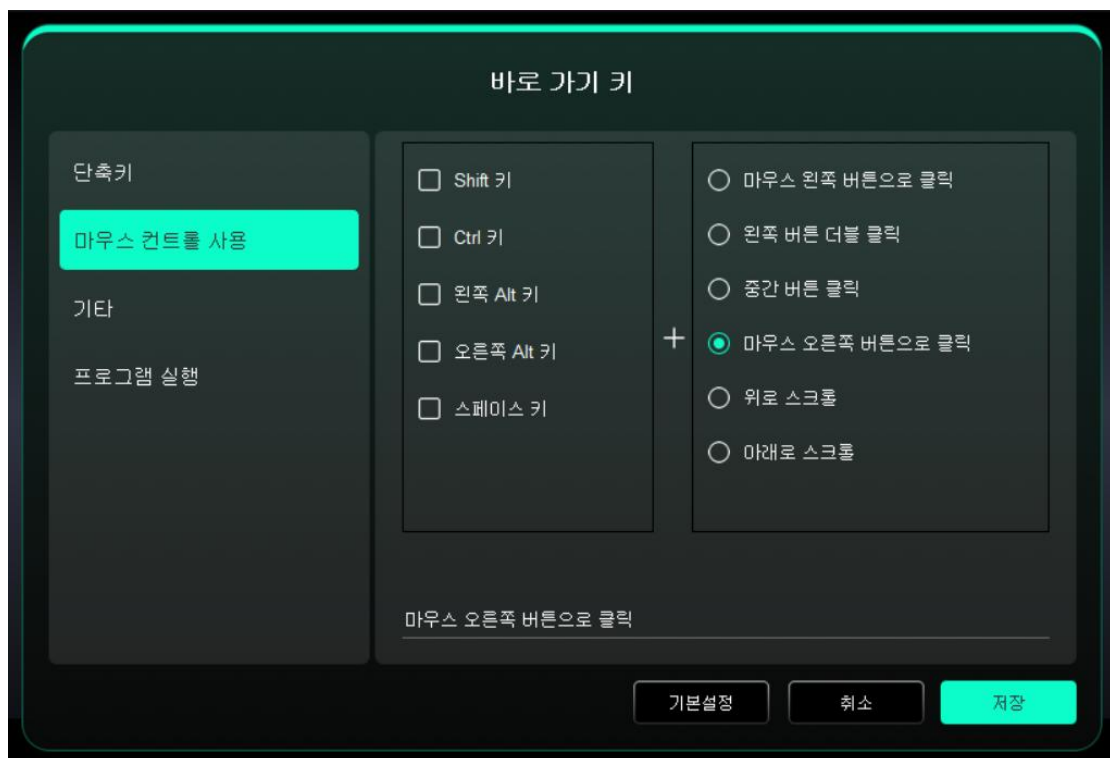 바로 가기 키
단축키
마우스 컨트롤 사용
기타
프로그램 실행
Shift 키
Ctrl 키
왼쪽 Alt 키
오른쪽 Alt 키
스페이스 키
+
마우스 왼쪽 버튼으로 클릭
왼쪽 버튼 더블 클릭
중간 버튼 클릭
마우스 오른쪽 버튼으로 클릭
위로 스크롤
아래로 스크롤
마우스 오른쪽 버튼으로 클릭
기본설정
취소
저장